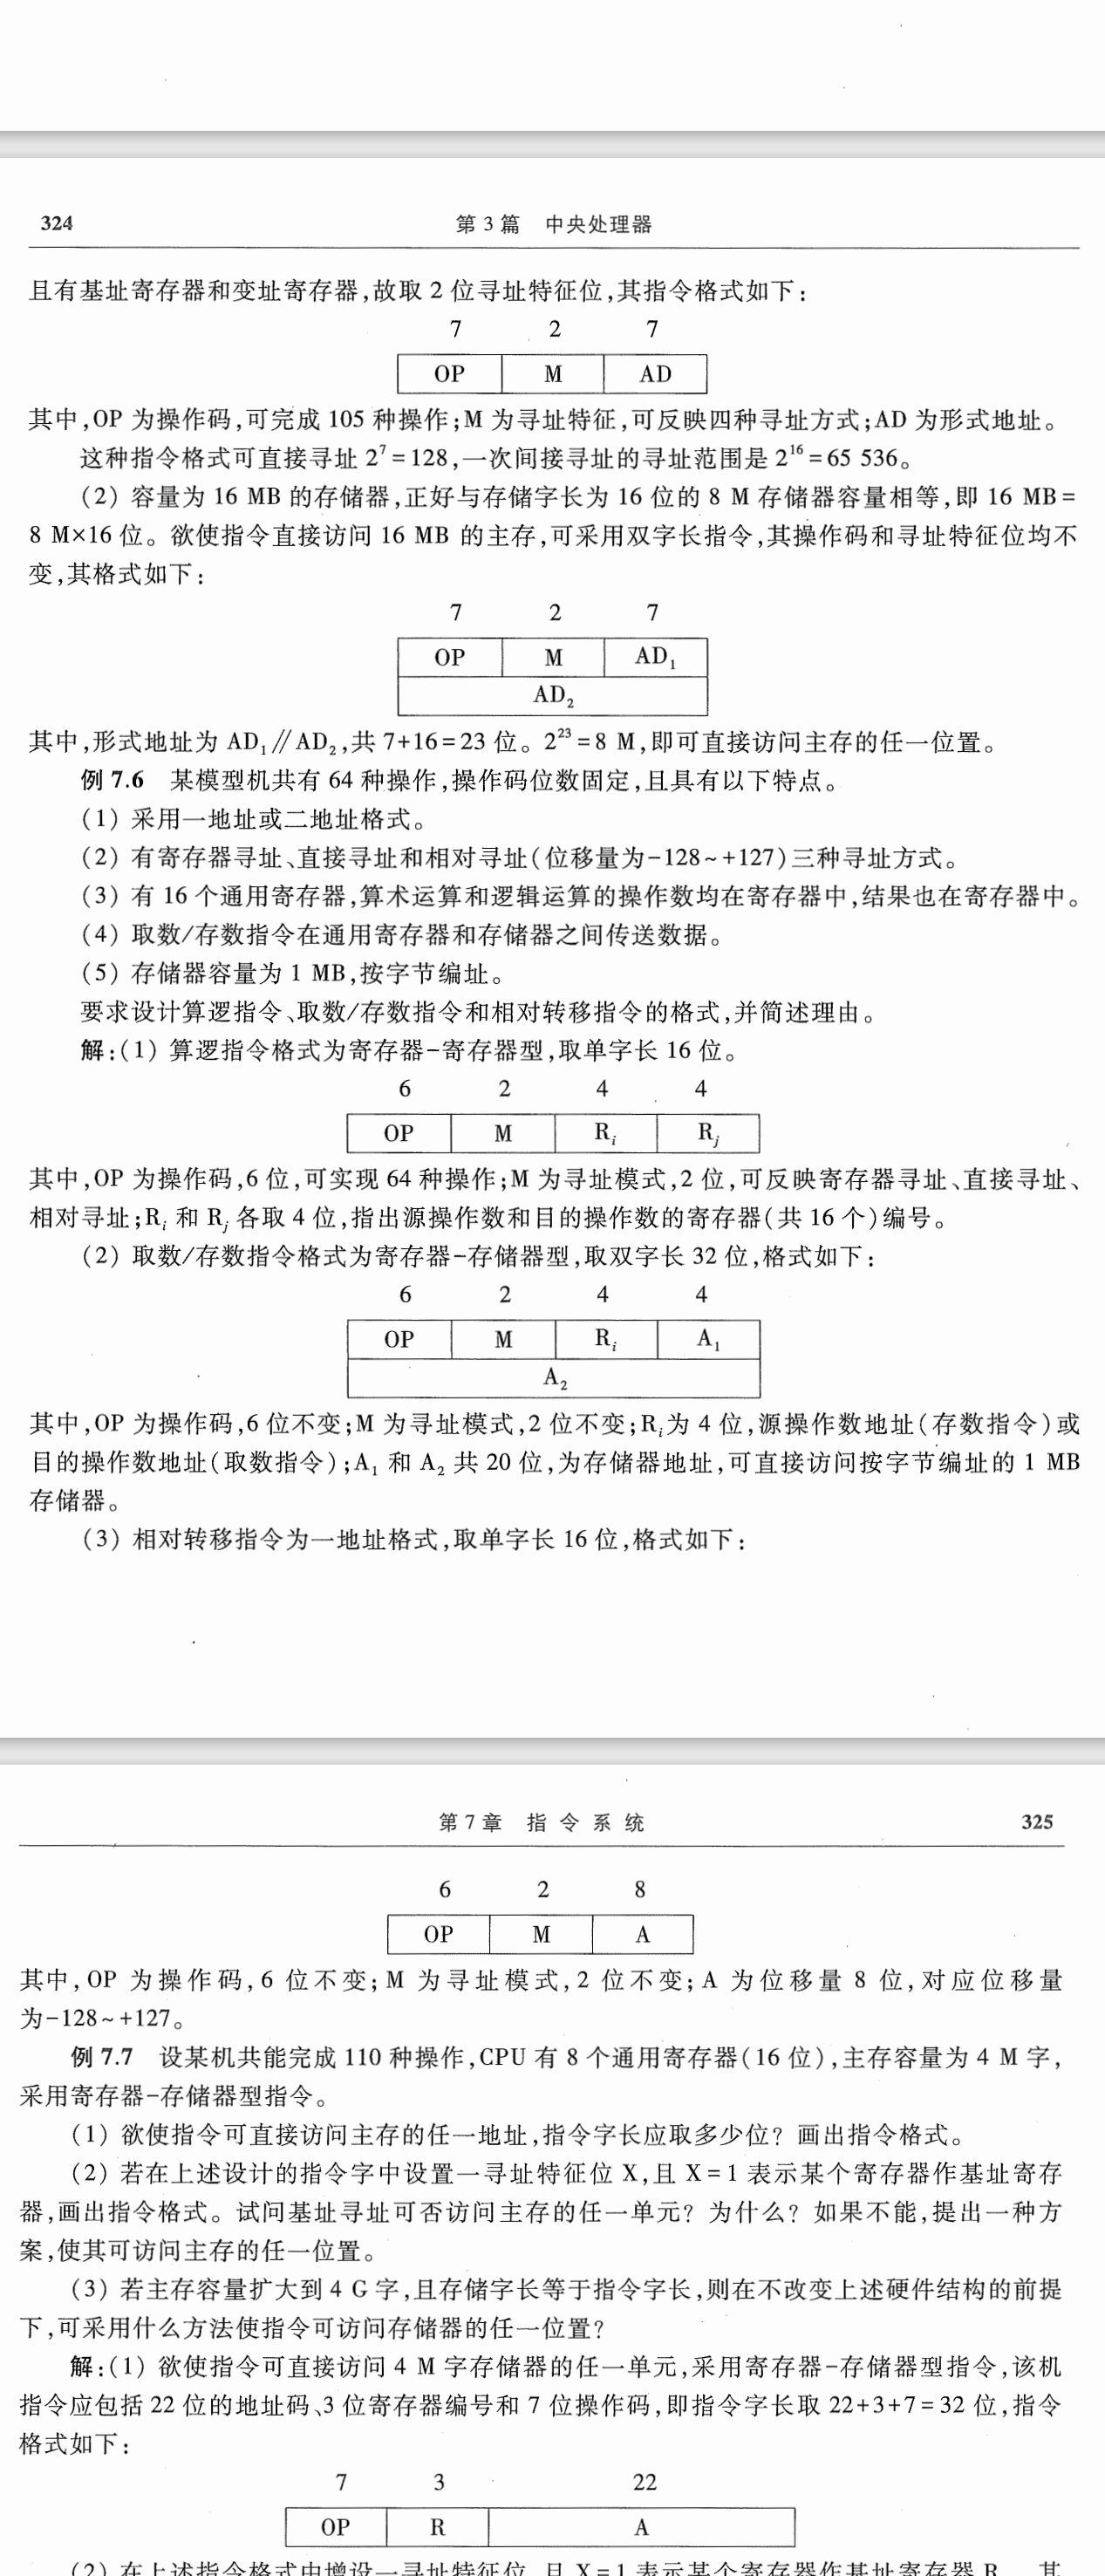 324
第 3 篇 中央处理器
且有基址寄存器和变址寄存器,故取 2 位寻址特征位,其指令格式如下:
7 2 7
OP M AD
其中,OP 为操作码,可完成 105 种操作;M 为寻址特征,可反映四种寻址方式;AD 为形式地址。
这种指令格式可直接寻址 2⁷ = 128,一次间接寻址的寻址范围是 2¹⁶ = 65 536。
(2) 容量为 16 MB 的存储器,正好与存储字长为 16 位的 8 M 存储器容量相等,即 16 MB =
8 M×16 位。欲使指令直接访问 16 MB 的主存,可采用双字长指令,其操作码和寻址特征位均不
变,其格式如下:
7 2 7
OP M AD₁
AD₂
其中,形式地址为 AD₁∥AD₂,共 7+16=23 位。2²³ = 8 M,即可直接访问主存的任一位置。
例 7.6 某模型机共有 64 种操作,操作码位数固定,且具有以下特点。
(1) 采用一地址或二地址格式。
(2) 有寄存器寻址、直接寻址和相对寻址(位移量为-128~+127)三种寻址方式。
(3) 有 16 个通用寄存器,算术运算和逻辑运算的操作数均在寄存器中,结果也在寄存器中。
(4) 取数/存数指令在通用寄存器和存储器之间传送数据。
(5) 存储器容量为 1 MB,按字节编址。
要求设计算逻指令、取数/存数指令和相对转移指令的格式,并简述理由。
解:(1) 算逻指令格式为寄存器-寄存器型,取单字长 16 位。
6 2 4 4
OP M Rᵢ Rⱼ
其中,OP 为操作码,6 位,可实现 64 种操作;M 为寻址模式,2 位,可反映寄存器寻址、直接寻址、
相对寻址;Rᵢ 和 Rⱼ 各取 4 位,指出源操作数和目的操作数的寄存器(共 16 个)编号。
(2) 取数/存数指令格式为寄存器-存储器型,取双字长 32 位,格式如下:
6 2 4 4
OP M Rᵢ A₁
A₂
其中,OP 为操作码,6 位不变;M 为寻址模式,2 位不变;Rᵢ为 4 位,源操作数地址(存数指令)或
目的操作数地址(取数指令);A₁ 和 A₂ 共 20 位,为存储器地址,可直接访问按字节编址的 1 MB
存储器。
(3) 相对转移指令为一地址格式,取单字长 16 位,格式如下:
第 7 章 指 令 系 统
325
6 2 8
OP M A
其中,OP 为操作码,6 位不变;M 为寻址模式,2 位不变;A 为位移量 8 位,对应位移量
为-128~+127。
例 7.7 设某机共能完成 110 种操作,CPU 有 8 个通用寄存器(16 位),主存容量为 4 M 字,
采用寄存器-存储器型指令。
(1) 欲使指令可直接访问主存的任一地址,指令字长应取多少位? 画出指令格式。
(2) 若在上述设计的指令字中设置一寻址特征位 X,且 X=1 表示某个寄存器作基址寄存
器,画出指令格式。试问基址寻址可否访问主存的任一单元? 为什么? 如果不能,提出一种方
案,使其可访问主存的任一位置。
(3) 若主存容量扩大到 4 G 字,且存储字长等于指令字长,则在不改变上述硬件结构的前提
下,可采用什么方法使指令可访问存储器的任一位置?
解:(1) 欲使指令可直接访问 4 M 字存储器的任一单元,采用寄存器-存储器型指令,该机
指令应包括 22 位的地址码、3 位寄存器编号和 7 位操作码,即指令字长取 22+3+7=32 位,指令
格式如下:
7 3 22
OP R A
(2) 在上述指令格式中增设一寻址特征位,且 X=1 表示某个寄存器作基址寄存器 R